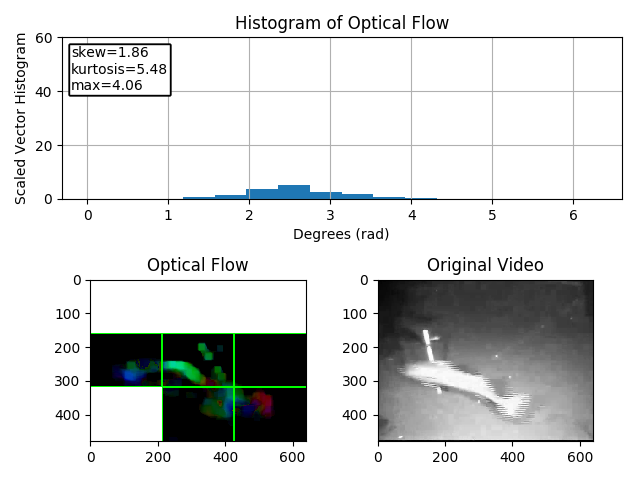 Histogram of Optical Flow
Scaled Vector Histogram
60
40
20
0
skew=1.86
kurtosis=5.48
max=4.06
0 1 2 3 4 5 6
Degrees (rad)
Optical Flow
0
100
200
300
400
0 200 400 600
Original Video
0
100
200
300
400
0 200 400 600